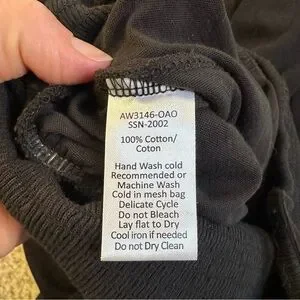 AW3146-OAO
SSN-2002
100% Cotton/
Coton
Hand Wash cold
Recommended or
Machine Wash
Cold in mesh bag
Delicate Cycle
Do not Bleach
Lay flat to Dry
Cool iron if needed
Do not Dry Clean